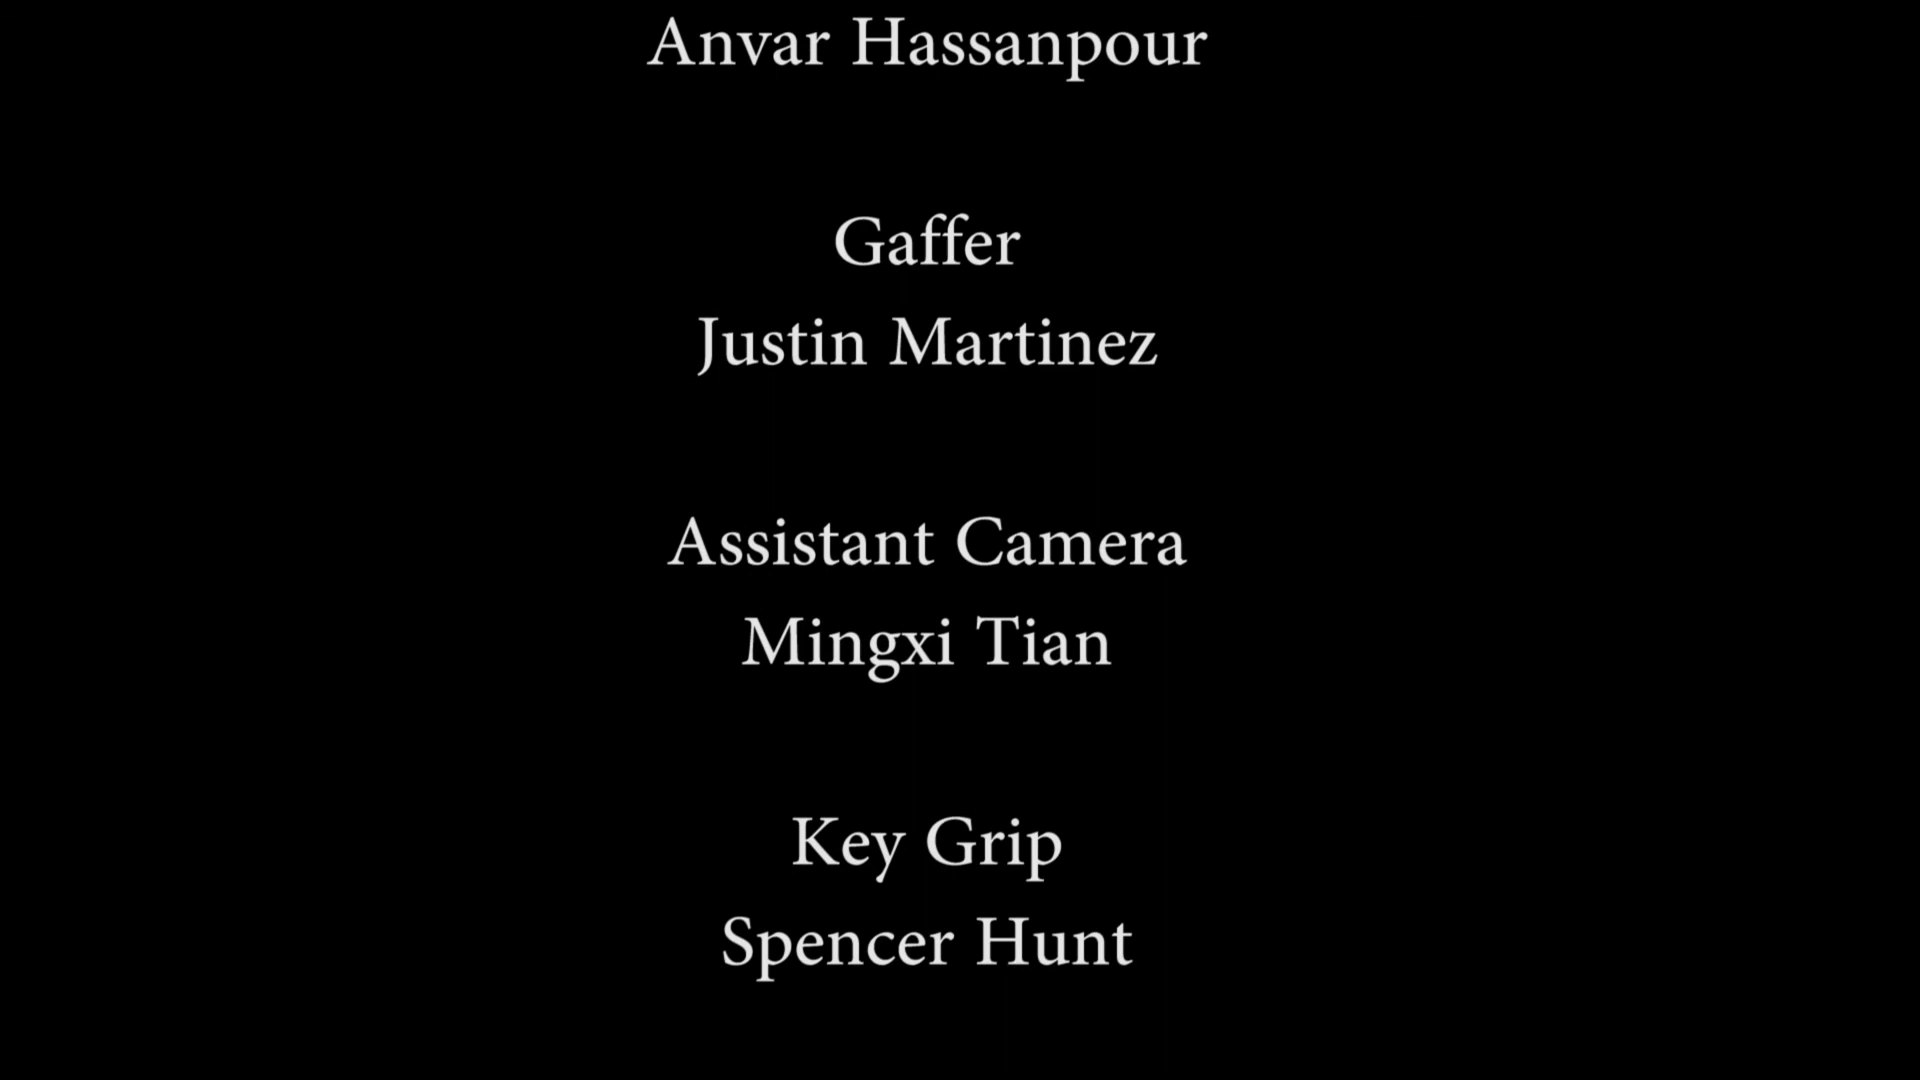 Anvar Hassanpour
Gaffer
Justin Martinez
Assistant Camera
Mingxi Tian
Key Grip
Spencer Hunt